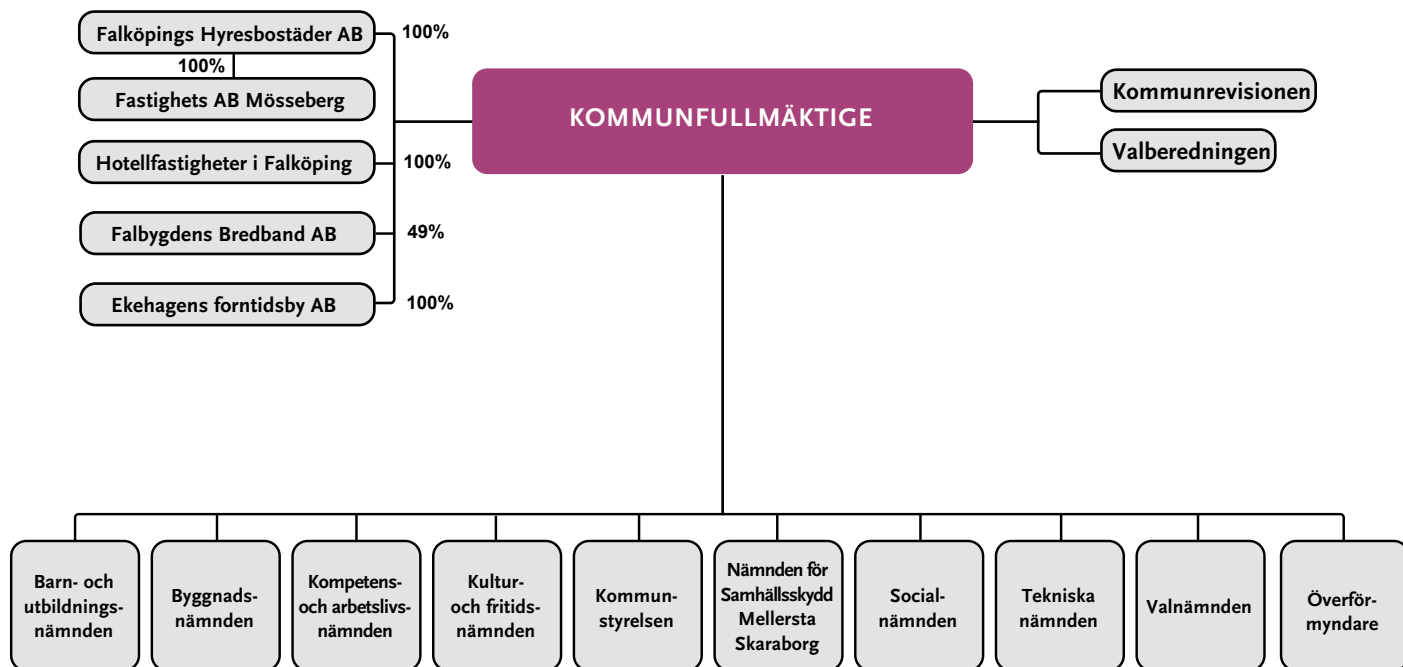 Falköpings Hyresbostäder AB
100%
100%
Fastighets AB Mösseberg
Hotellfastigheter i Falköping
100%
Falbygdens Bredband AB
49%
Ekehagens forntidsby AB
100%
KOMMUNFULLMÄKTIGE
Kommunrevisionen
Valberedningen
Barn- och
utbildnings-
nämnden
Byggnads-
nämnden
Kompetens-
och arbetslivs-
nämnden
Kultur-
och fritids-
nämnden
Kommun-
styrelsen
Nämnden för
Samhällsskydd
Mellersta
Skaraborg
Social-
nämnden
Tekniska
nämnden
Valnämnden
Överför-
myndare